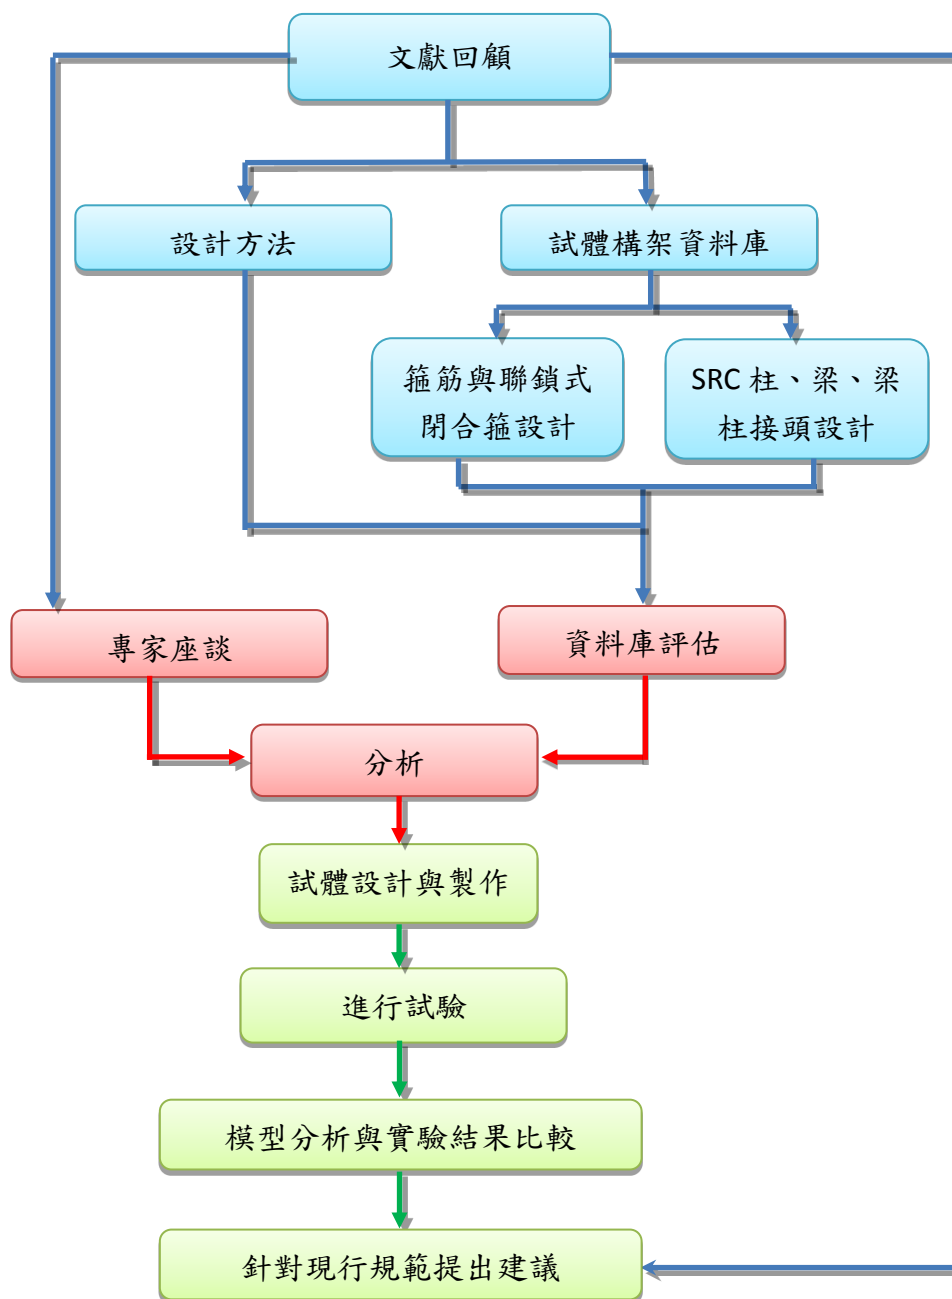 文獻回顧
設計方法
試體構架資料庫
箍筋與聯鎖式
閉合箍設計
SRC 柱、梁、梁
柱接頭設計
專家座談
資料庫評估
分析
試體設計與製作
進行試驗
模型分析與實驗結果比較
針對現行規範提出建議